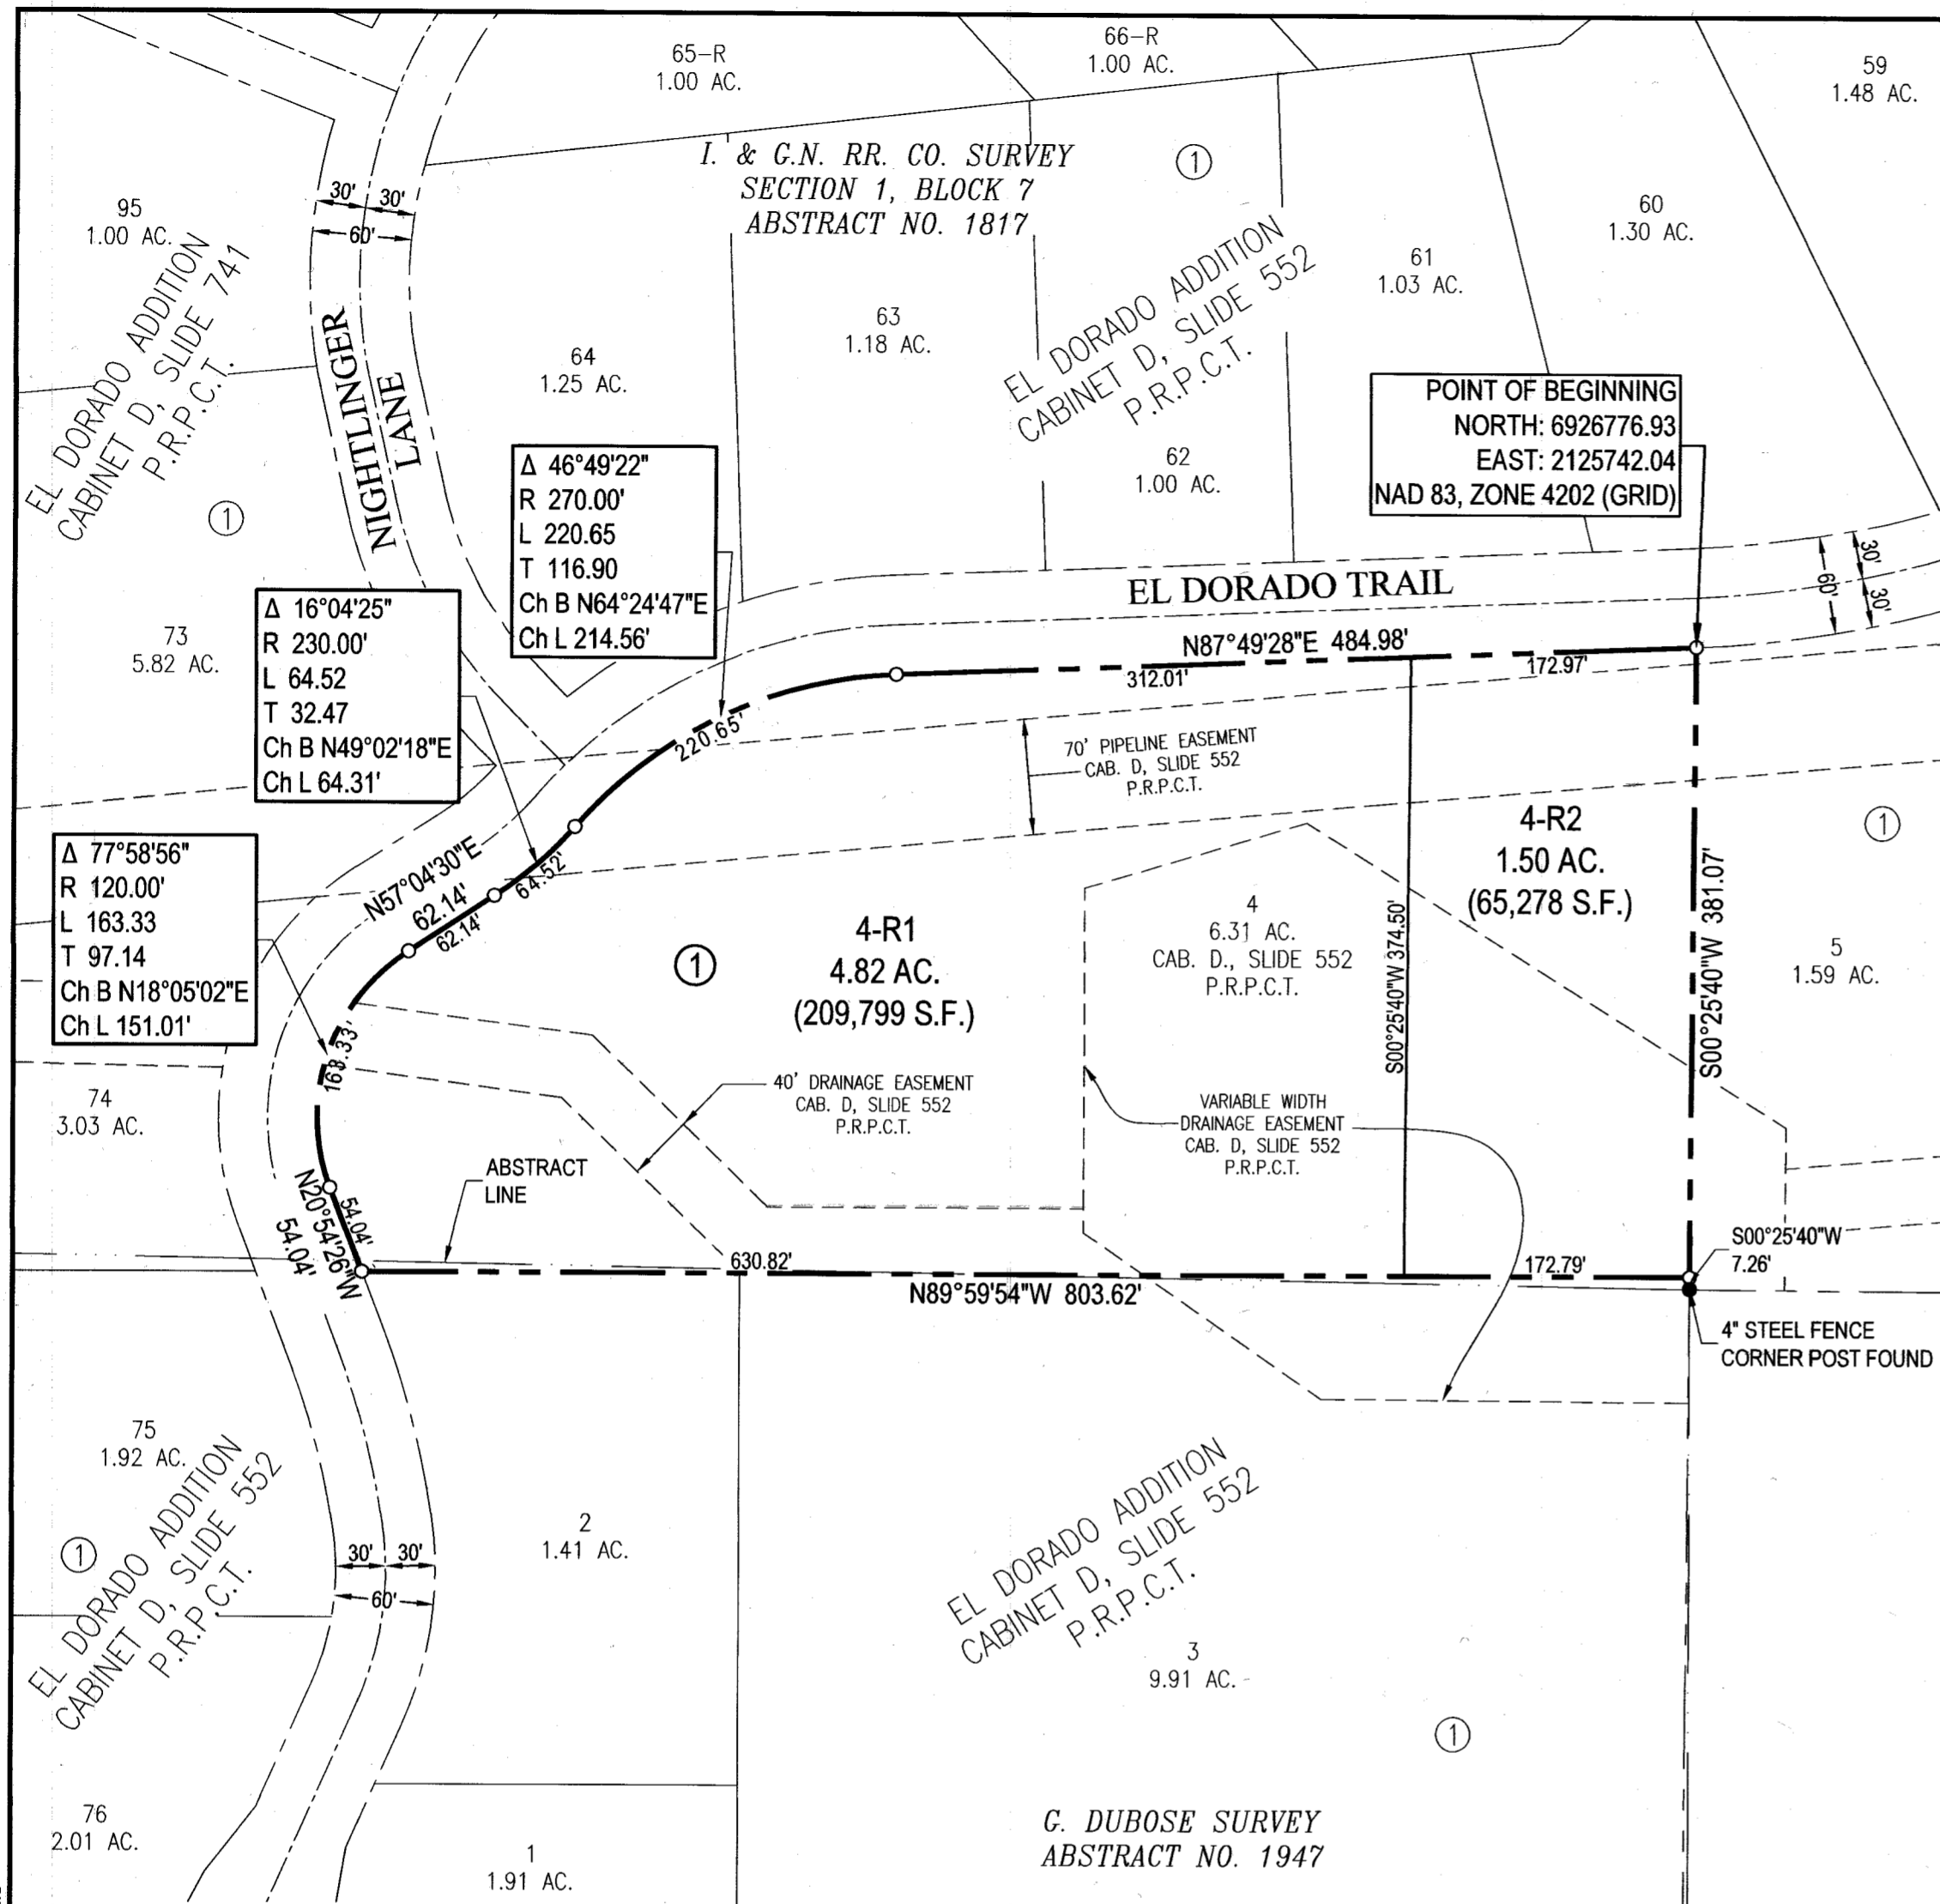 65-R
1.00 AC.
66-R
1.00 AC.
59
1.48 AC.
I. & G.N. RR. CO. SURVEY
SECTION 1, BLOCK 7
ABSTRACT NO. 1817
1
95
1.00 AC.
30'
30'
60'
60
1.30 AC.
61
1.03 AC.
EL DORADO ADDITION
CABINET D, SLIDE 741
P.R.P.C.T.
EL DORADO ADDITION
CABINET D, SLIDE 552
P.R.P.C.T.
63
1.18 AC.
64
1.25 AC.
NIGHTLINGER
LANE
62
1.00 AC.
POINT OF BEGINNING
NORTH: 6926776.93
EAST: 2125742.04
NAD 83, ZONE 4202 (GRID)
1
Δ 46°49'22"
R 270.00'
L 220.65
T 116.90
Ch B N64°24'47"E
Ch L 214.56'
Δ 16°04'25"
R 230.00'
L 64.52
T 32.47
Ch B N49°02'18"E
Ch L 64.31'
EL DORADO TRAIL
30'
60'
30'
73
5.82 AC.
N87°49'28"E 484.98'
312.01'
172.97'
220.65'
70' PIPELINE EASEMENT
CAB. D, SLIDE 552
P.R.P.C.T.
Δ 77°58'56"
R 120.00'
L 163.33
T 97.14
Ch B N18°05'02"E
Ch L 151.01'
N57°04'30"E
62.14'
62.14'
64.52'
4-R2
1.50 AC.
(65,278 S.F.)
1
1
4-R1
4.82 AC.
(209,799 S.F.)
4
6.31 AC.
CAB. D., SLIDE 552
P.R.P.C.T.
S00°25'40"W 374.50'
S00°25'40"W 381.07'
5
1.59 AC.
163.33'
74
3.03 AC.
40' DRAINAGE EASEMENT
CAB. D, SLIDE 552
P.R.P.C.T.
VARIABLE WIDTH
DRAINAGE EASEMENT
CAB. D, SLIDE 552
P.R.P.C.T.
ABSTRACT
LINE
N20°54'26"W
54.04'
54.04'
630.82'
172.79'
S00°25'40"W
7.26'
N89°59'54"W 803.62'
4" STEEL FENCE
CORNER POST FOUND
75
1.92 AC.
EL DORADO ADDITION
CABINET D, SLIDE 552
P.R.P.C.T.
1
2
1.41 AC.
30'
30'
60'
EL DORADO ADDITION
CABINET D, SLIDE 552
P.R.P.C.T.
3
9.91 AC.
1
76
2.01 AC.
1
1.91 AC.
G. DUBOSE SURVEY
ABSTRACT NO. 1947